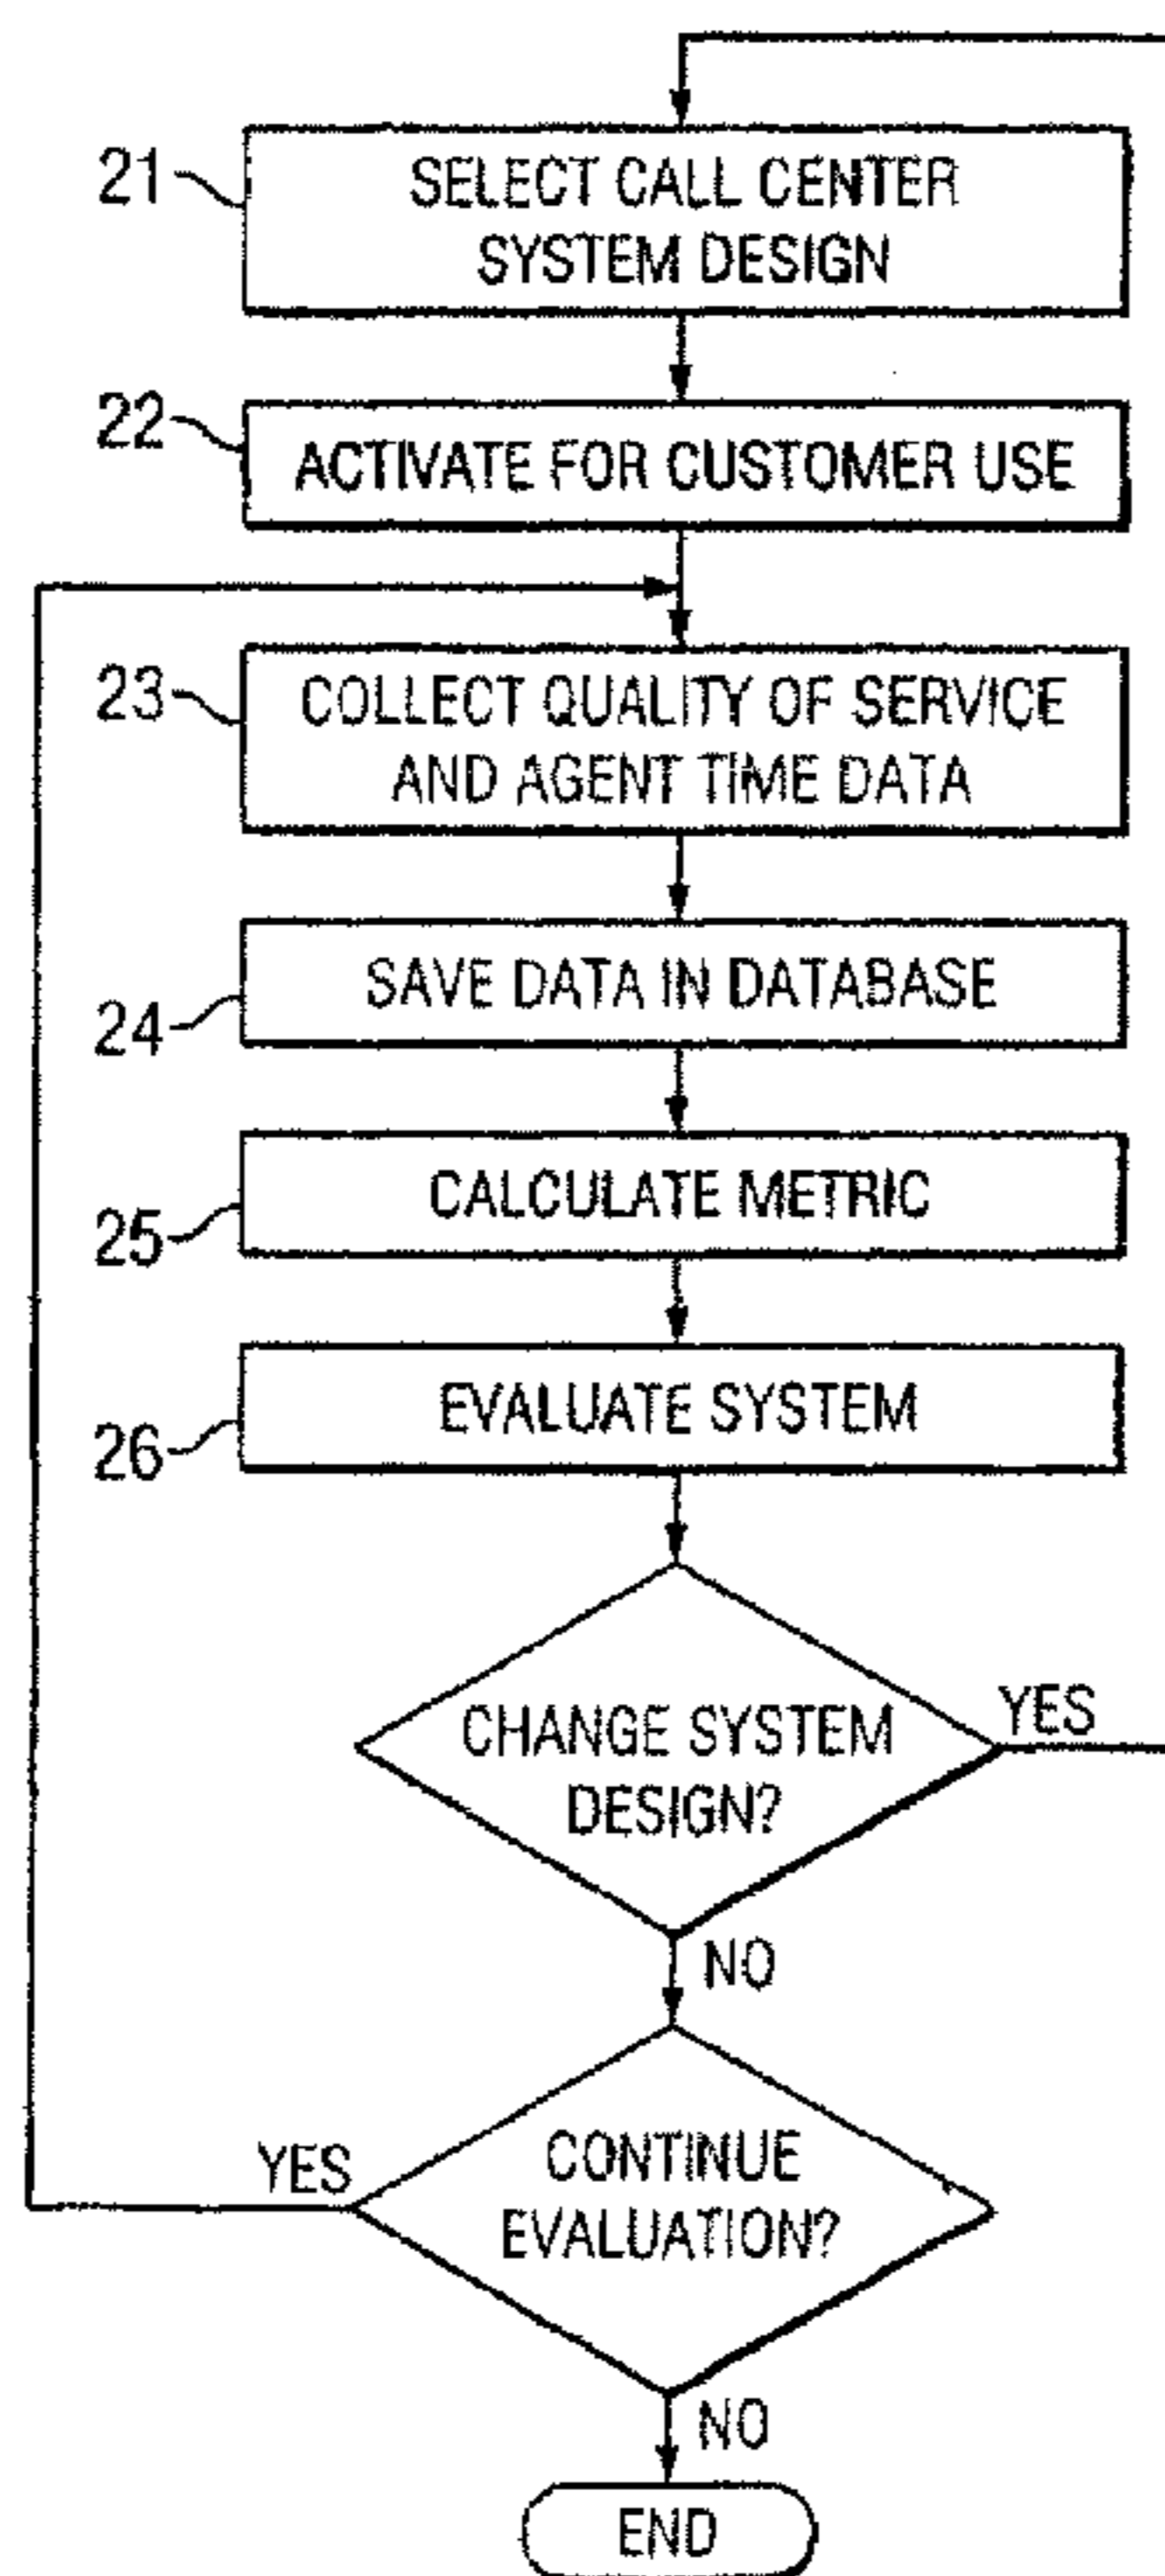 21
SELECT CALL CENTER
SYSTEM DESIGN
22
ACTIVATE FOR CUSTOMER USE
23
COLLECT QUALITY OF SERVICE
AND AGENT TIME DATA
24
SAVE DATA IN DATABASE
25
CALCULATE METRIC
26
EVALUATE SYSTEM
CHANGE SYSTEM
DESIGN?
YES
NO
CONTINUE
EVALUATION?
YES
NO
END